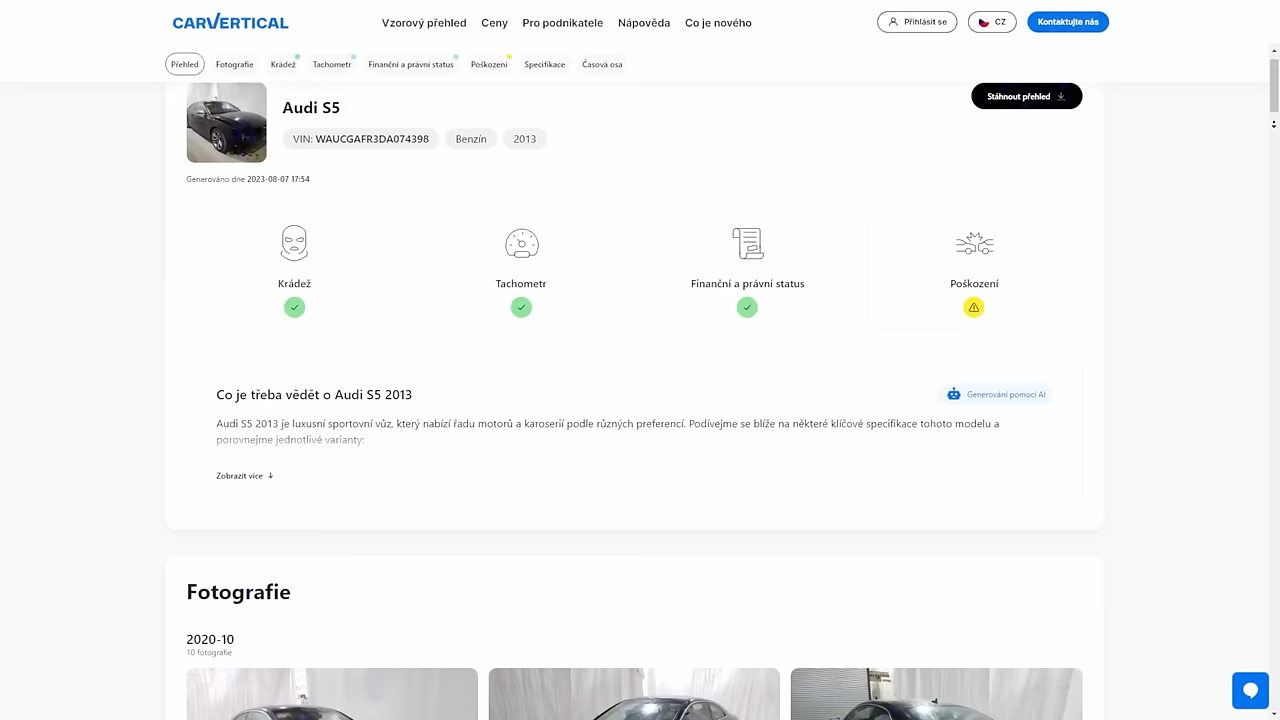 CARVERTICAL
Vzorový přehled Ceny Pro podnikatele Nápověda Co je nového
Přihlásit se CZ Kontaktujte nás
Přehled Fotografie Krádež Tachometr Finanční a právní status Poškození Specifikace Časová osa
Audi S5
Stáhnout přehled
VIN: WAUCGAFR3DA074398 Benzín 2013
Generováno dne 2023-08-07 17:54
Krádež Tachometr Finanční a právní status Poškození
Co je třeba vědět o Audi S5 2013
Generování pomocí AI
Audi S5 2013 je luxusní sportovní vůz, který nabízí řadu motorů a karoserií podle různých preferencí. Podívejme se blíže na některé klíčové specifikace tohoto modelu a
porovnejme jednotlivé varianty:
Zobrazit více
Fotografie
2020-10
10 fotografie